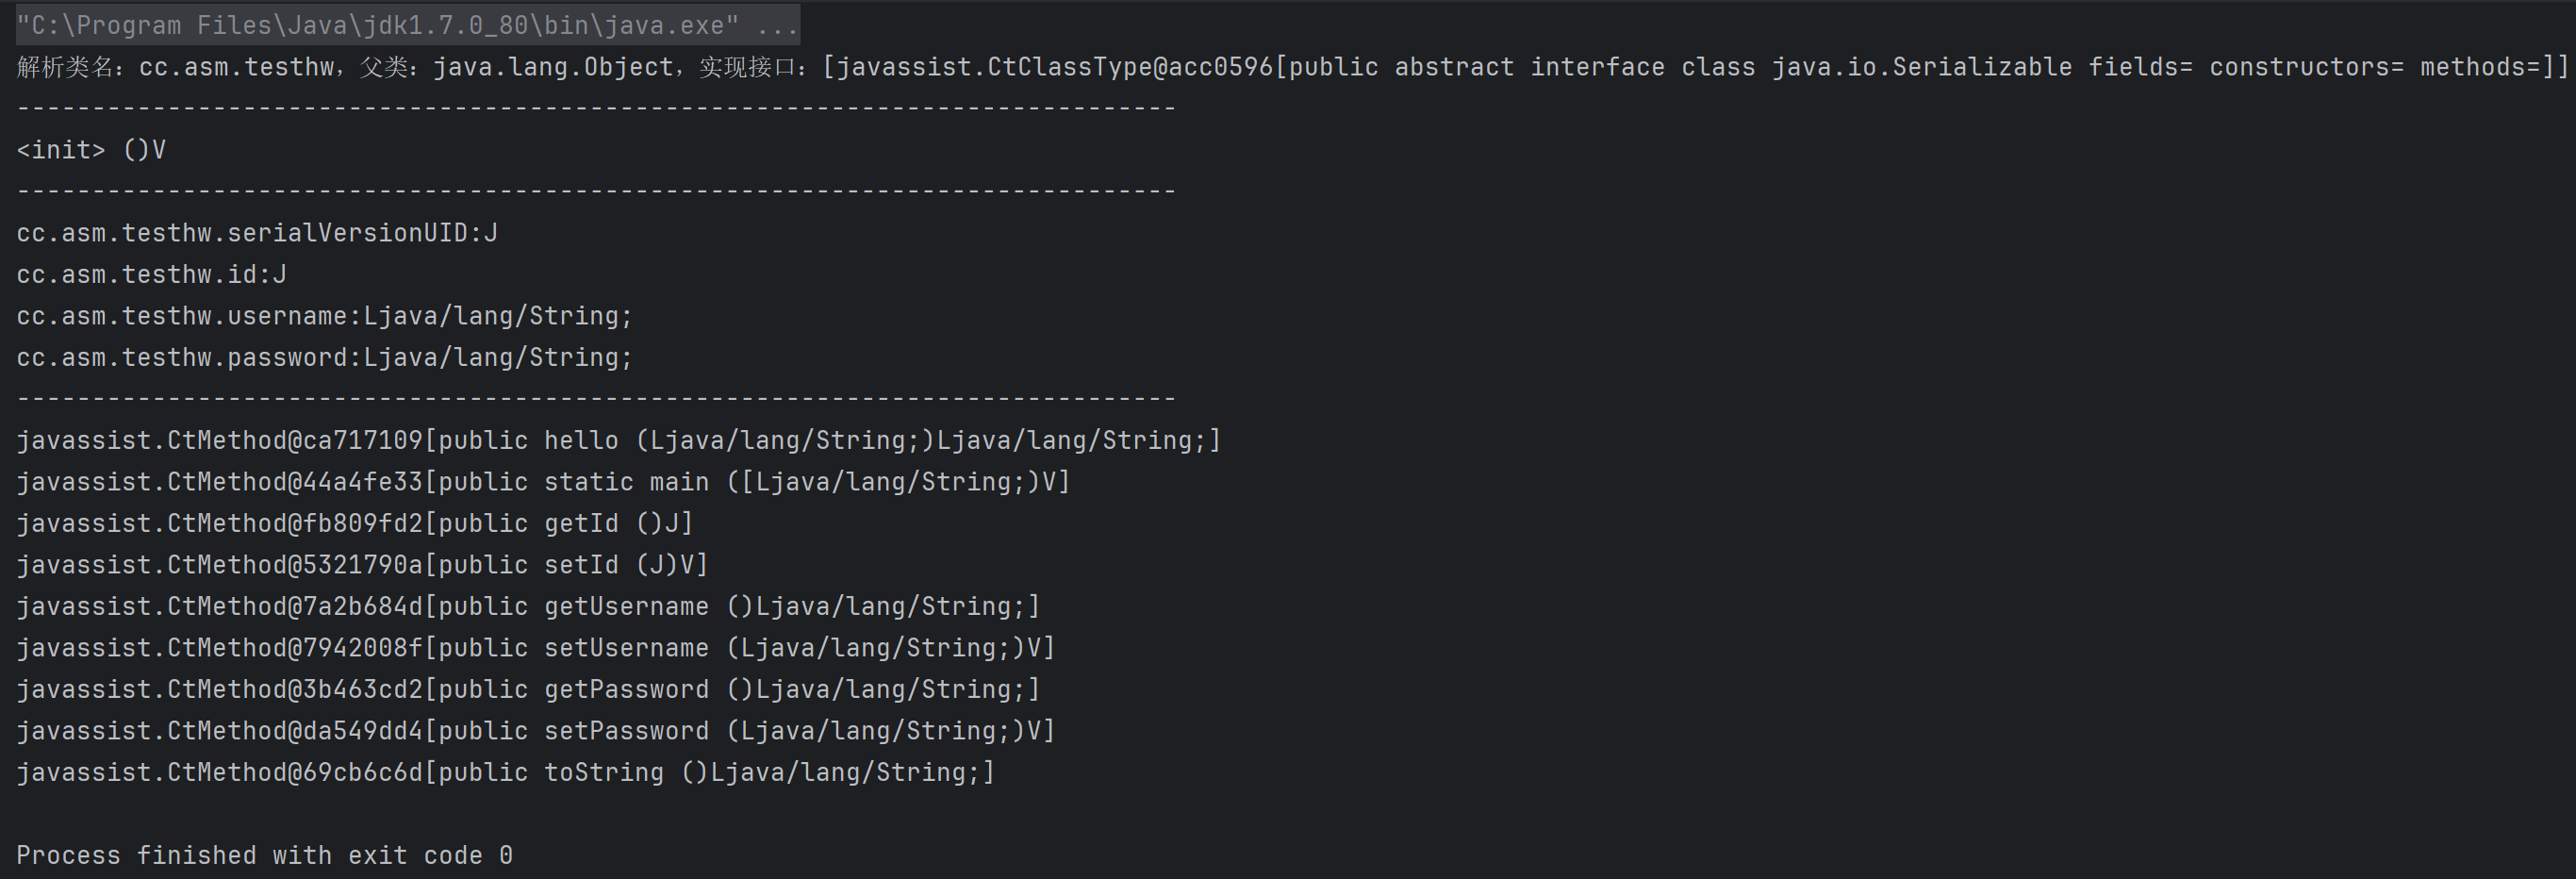 "C:\Program Files\Java\jdk1.7.0_80\bin\java.exe" ...
解析类名：cc.asm.testhw，父类：java.lang.Object，实现接口：[javassist.CtClassType@acc0596[public abstract interface class java.io.Serializable fields= constructors= methods=]]
-----------------------------------------------------------------------------
<init> ()V
-----------------------------------------------------------------------------
cc.asm.testhw.serialVersionUID:J
cc.asm.testhw.id:J
cc.asm.testhw.username:Ljava/lang/String;
cc.asm.testhw.password:Ljava/lang/String;
-----------------------------------------------------------------------------
javassist.CtMethod@ca717109[public hello (Ljava/lang/String;)Ljava/lang/String;]
javassist.CtMethod@44a4fe33[public static main ([Ljava/lang/String;)V]
javassist.CtMethod@fb809fd2[public getId ()J]
javassist.CtMethod@5321790a[public setId (J)V]
javassist.CtMethod@7a2b684d[public getUsername ()Ljava/lang/String;]
javassist.CtMethod@7942008f[public setUsername (Ljava/lang/String;)V]
javassist.CtMethod@3b463cd2[public getPassword ()Ljava/lang/String;]
javassist.CtMethod@da549dd4[public setPassword (Ljava/lang/String;)V]
javassist.CtMethod@69cb6c6d[public toString ()Ljava/lang/String;]
Process finished with exit code 0